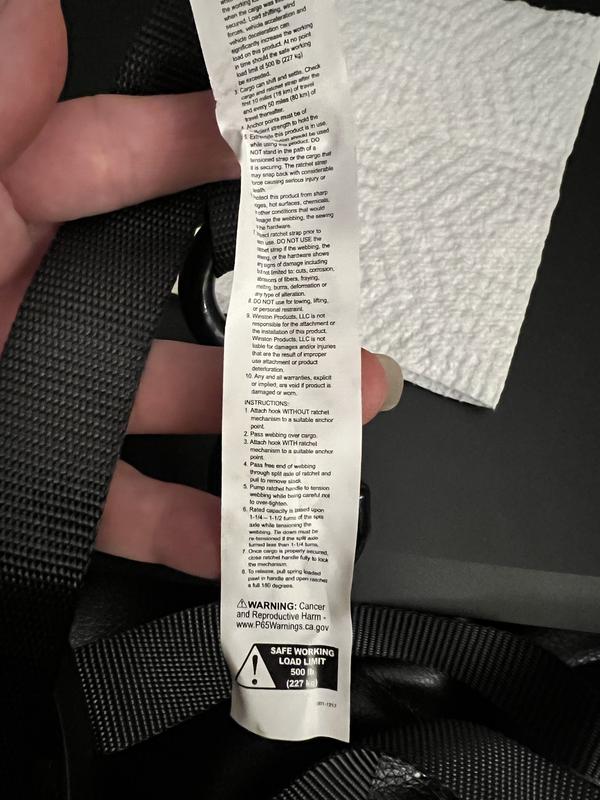 when the cargo was
secured. Load shifting, wind
forces, vehicle acceleration and
vehicle deceleration can
significantly increase the working
load on this product. At no point
in time should the safe working
load limit of 500 lb (227 kg)
be exceeded.
3. Cargo can shift and settle. Check
cargo and ratchet strap after the
first 10 miles (16 km) of travel
and every 50 miles (80 km) of
travel thereafter.
4. Anchor points must be of
strength to hold the
5. this product is in use.
should be used
while using product. DO
NOT stand in the path of a
tensioned strap or the cargo that
it is securing. The ratchet strap
may snap back with considerable
force causing serious injury or
death.
this product from sharp
edges, hot surfaces, chemicals,
other conditions that would
damage the webbing, the sewing
the hardware.
ratchet strap prior to
use. DO NOT USE the
ratchet strap if the webbing, the
sewing, or the hardware shows
any signs of damage including
but not limited to: cuts, corrosion,
abrasions of fibers, fraying,
melting, burns, deformation or
any type of alteration.
8. DO NOT use for towing, lifting,
or personal restraint.
9. Winston Products, LLC is not
responsible for the attachment or
the installation of this product.
Winston Products, LLC is not
liable for damages and/or injuries
that are the result of improper
use attachment or product
deterioration.
10. Any and all warranties, explicit
or implied, are void if product is
damaged or worn.
INSTRUCTIONS:
1. Attach hook WITHOUT ratchet
mechanism to a suitable anchor
point.
2. Pass webbing over cargo.
3. Attach hook WITH ratchet
mechanism to a suitable anchor
point.
4. Pass free end of webbing
through split axle of ratchet and
pull to remove slack.
5. Pump ratchet handle to tension
webbing while being careful not
to over-tighten.
6. Rated capacity is based upon
1-1/4 – 1-1/2 turns of the split
axle while tensioning the
webbing. Tie down must be
re-tensioned if the split axle
turned less than 1-1/4 turns.
7. Once cargo is properly secured,
close ratchet handle fully to lock
the mechanism.
8. To release, pull spring loaded
pawl in handle and open ratchet
a full 180 degrees.
⚠WARNING: Cancer
and Reproductive Harm -
www.P65Warnings.ca.gov
SAFE WORKING
LOAD LIMIT
500 lb
(227 kg)